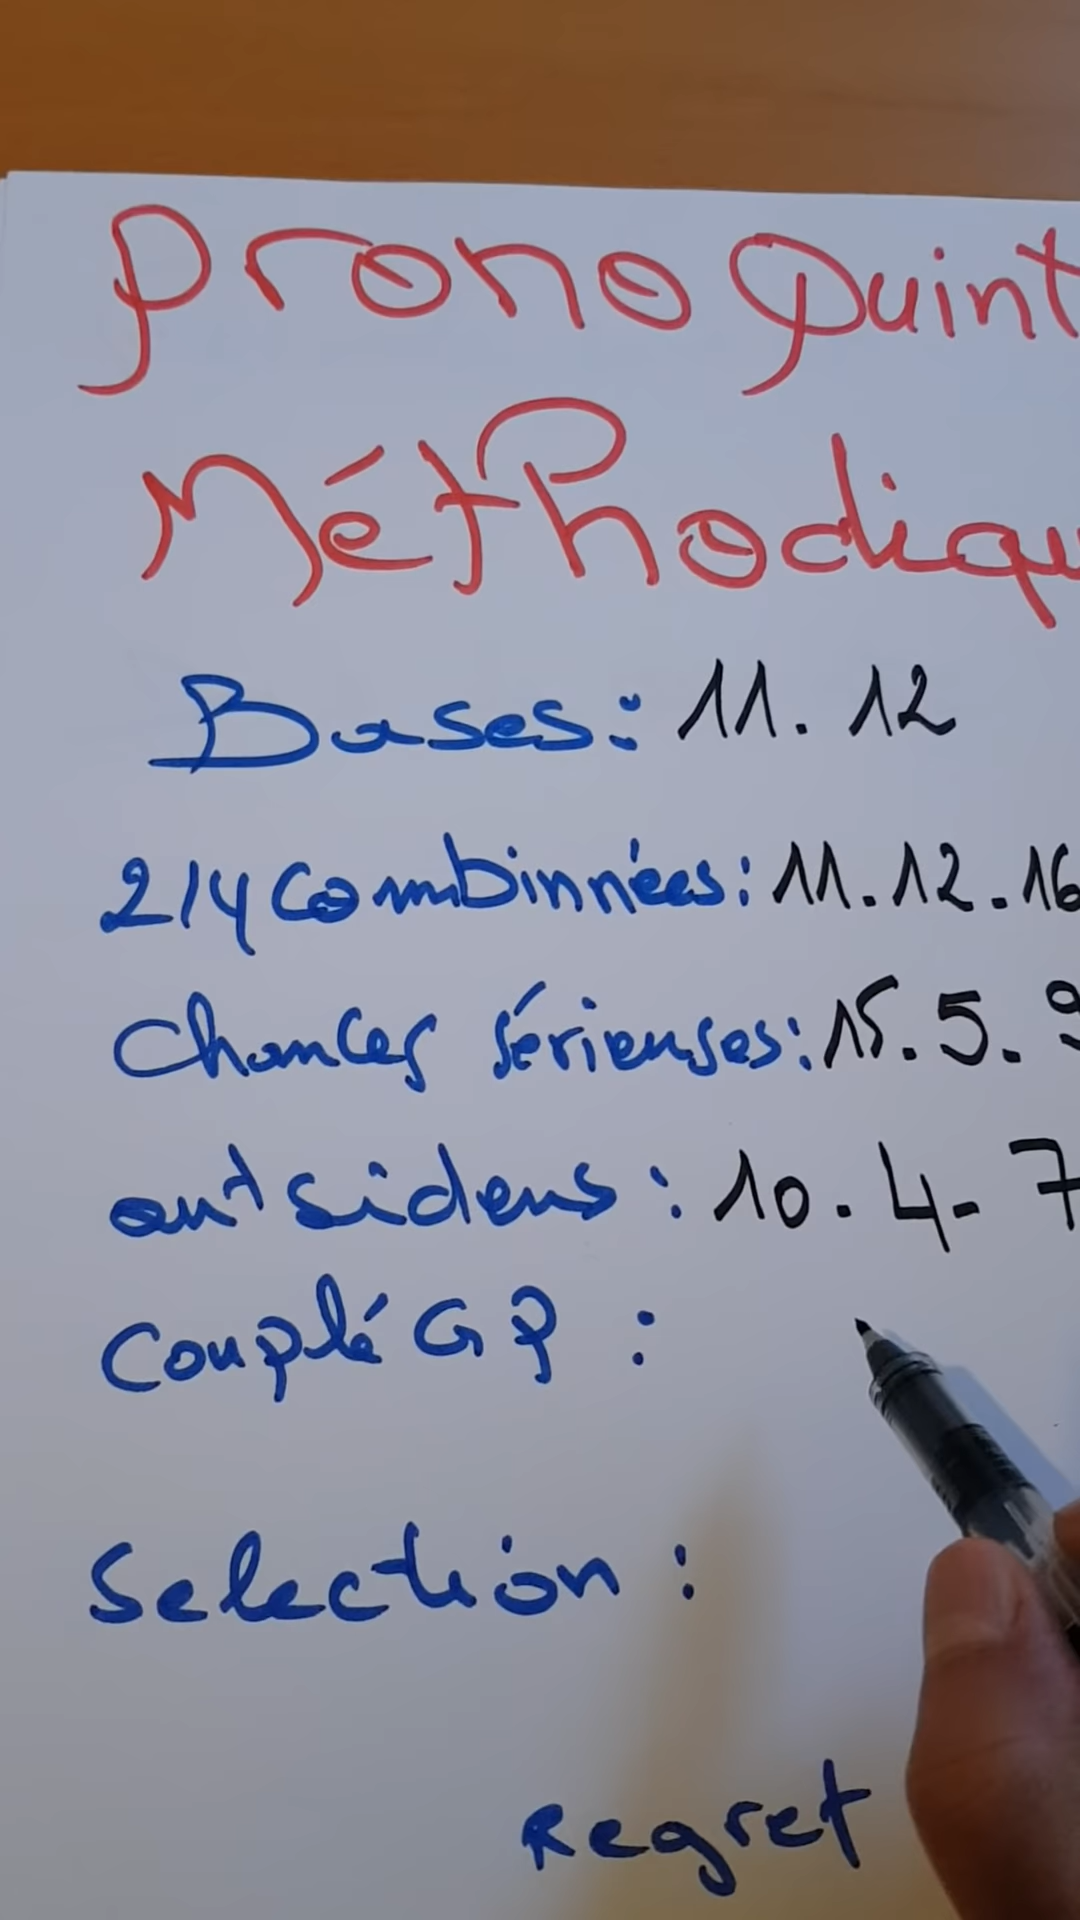 Prono Quint
Méthodiqu
Bases: 11. 12
2/4 Combinnées: 11. 12. 16
Chances sérieuses: 15. 5. 9
outsiders: 10. 4. 7
Couplé G P :
Selection :
Regret